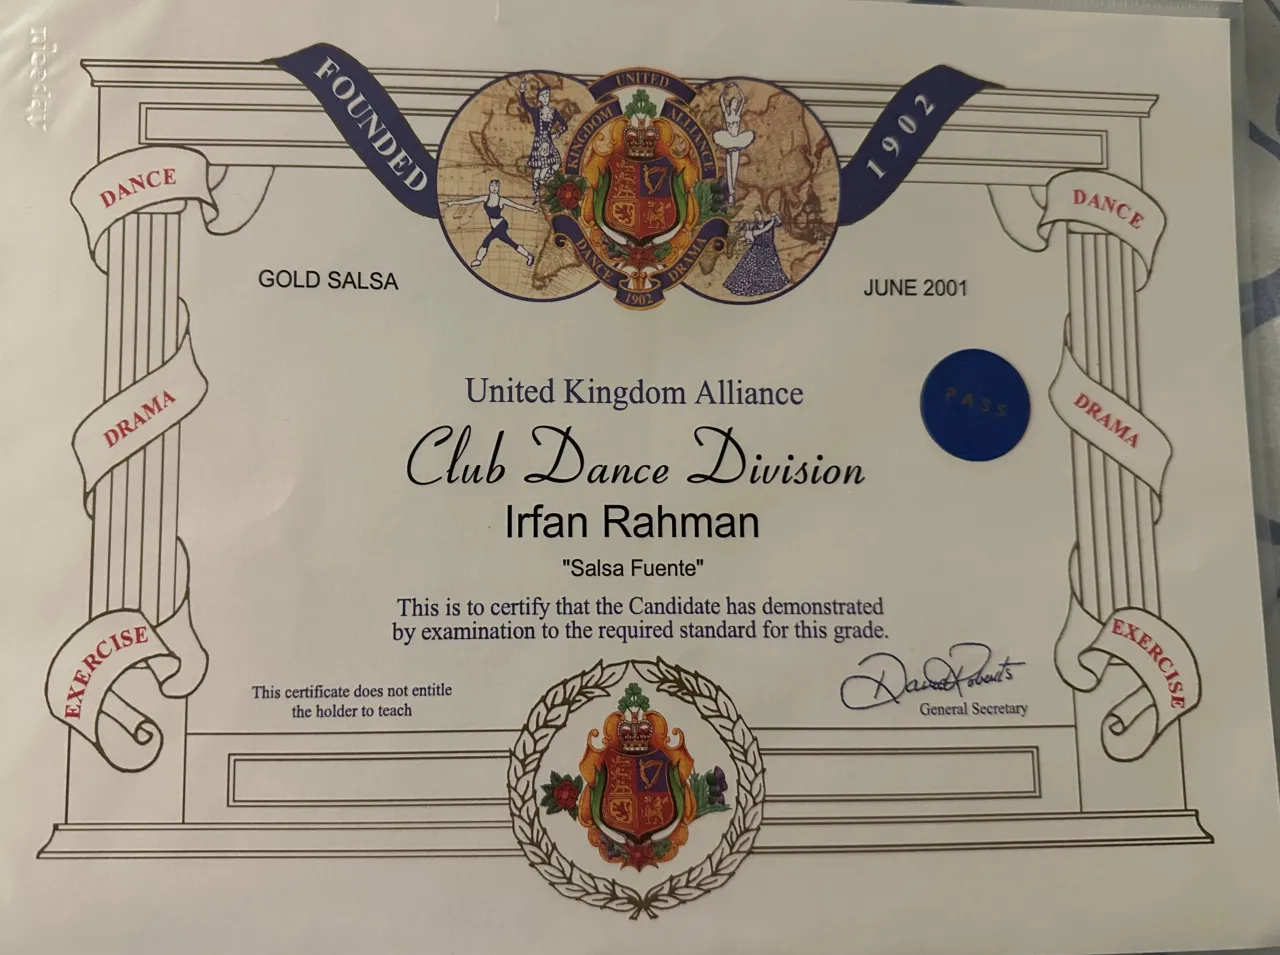 FOUNDED
1902
UNITED
KINGDOM ALLIANCE
DANCE DRAMA
1902
DANCE
DANCE
GOLD SALSA
JUNE 2001
United Kingdom Alliance
PASS
Club Dance Division
DRAMA
DRAMA
Irfan Rahman
"Salsa Fuente"
This is to certify that the Candidate has demonstrated
by examination to the required standard for this grade.
EXERCISE
EXERCISE
David Roberts
This certificate does not entitle
the holder to teach
General Secretary